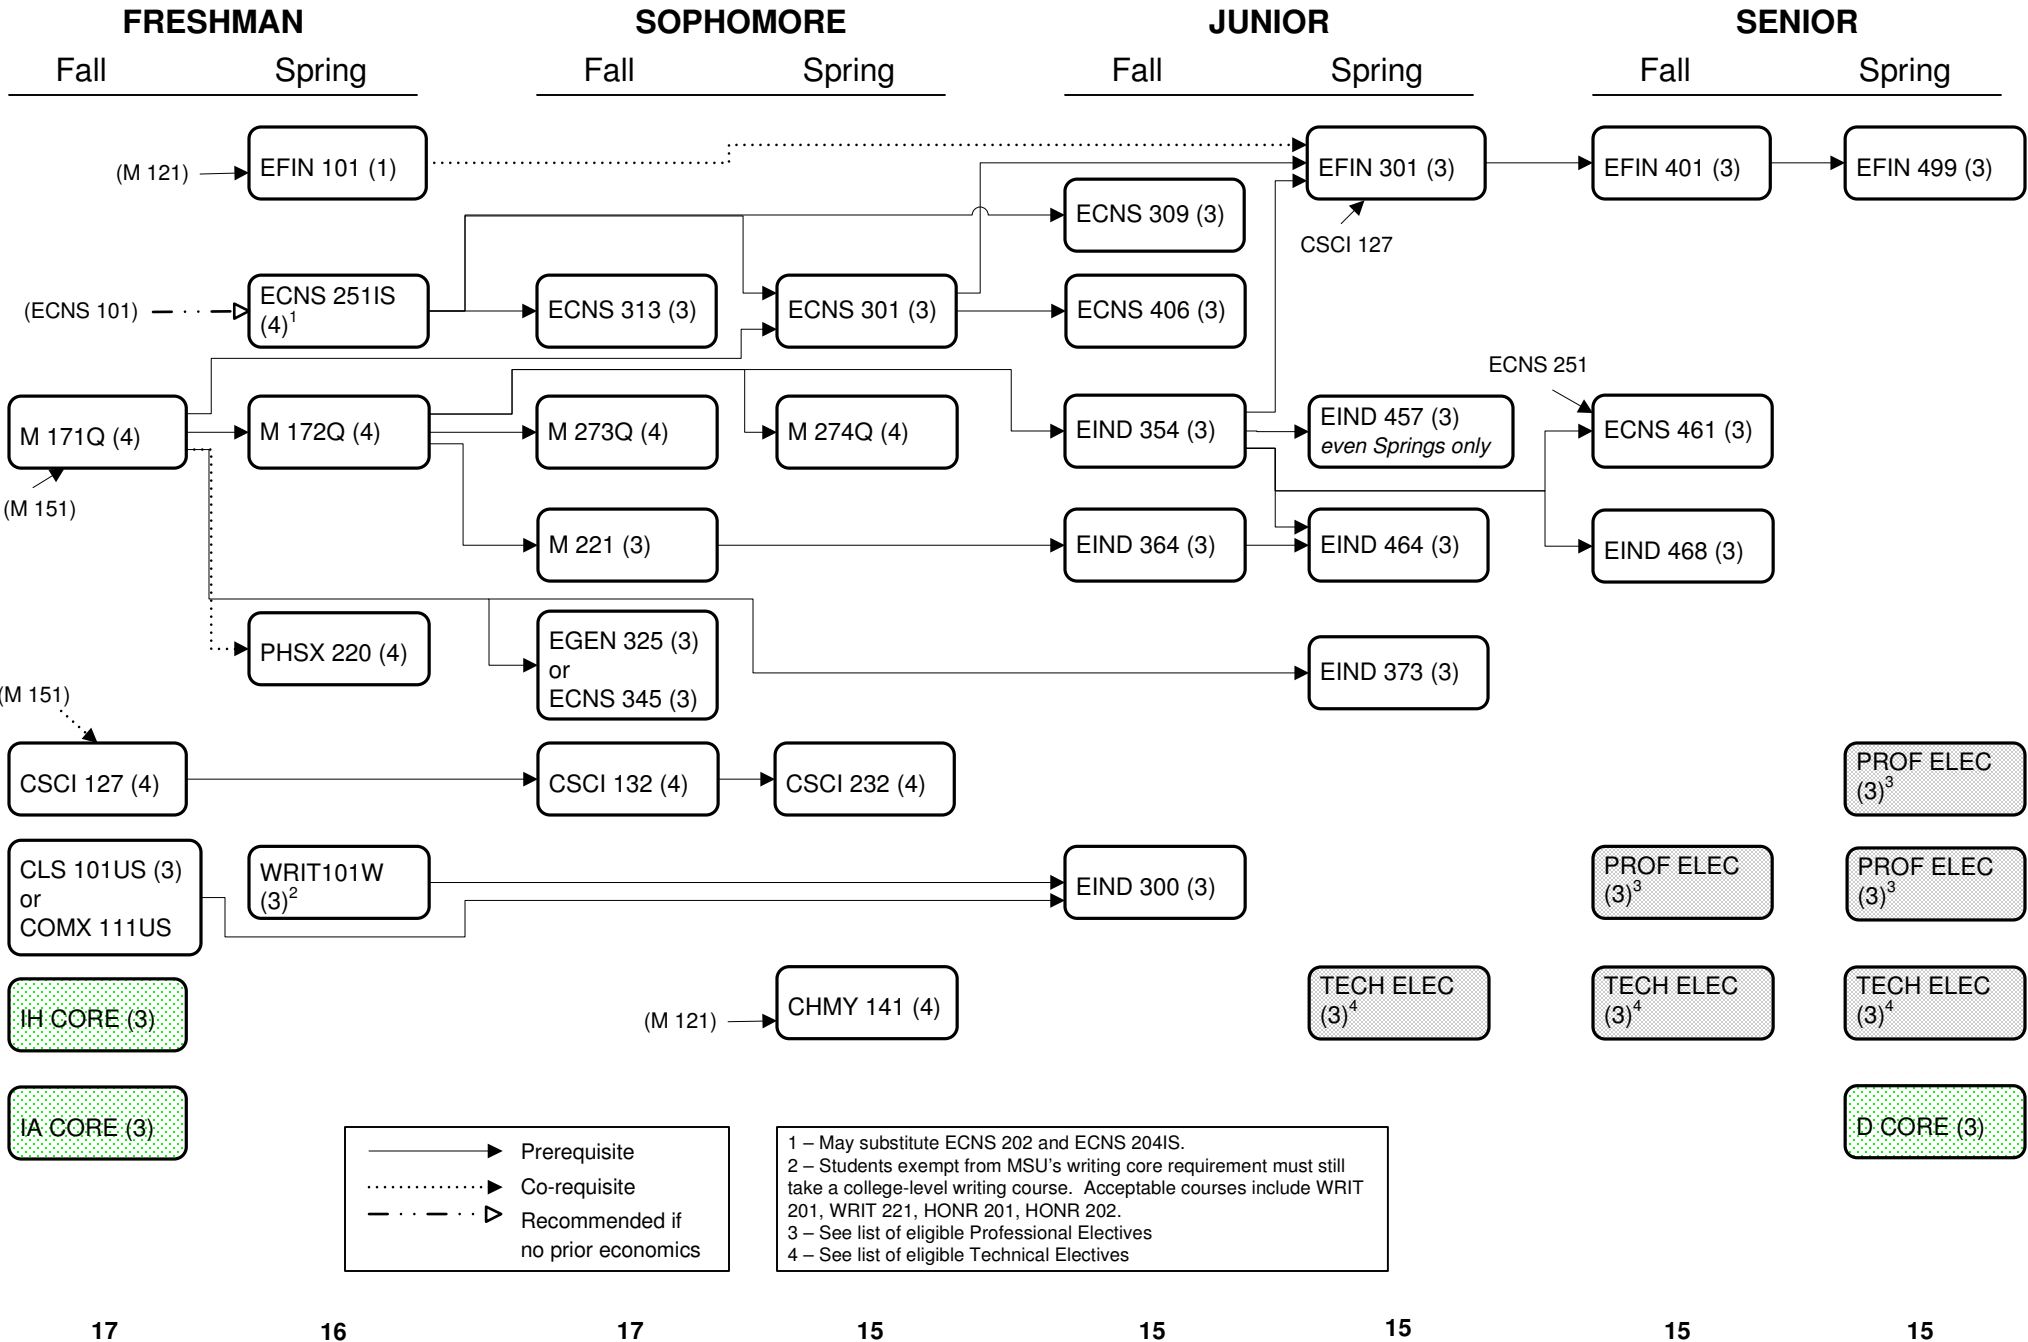 FRESHMAN
SOPHOMORE
JUNIOR
SENIOR
Fall
Spring
Fall
Spring
Fall
Spring
Fall
Spring
(M 121)
EFIN 101 (1)
EFIN 301 (3)
EFIN 401 (3)
EFIN 499 (3)
ECNS 309 (3)
CSCI 127
(ECNS 101)
ECNS 251IS
(4)1
ECNS 313 (3)
ECNS 301 (3)
ECNS 406 (3)
ECNS 251
M 171Q (4)
M 172Q (4)
M 273Q (4)
M 274Q (4)
EIND 354 (3)
EIND 457 (3)
even Springs only
ECNS 461 (3)
(M 151)
M 221 (3)
EIND 364 (3)
EIND 464 (3)
EIND 468 (3)
PHSX 220 (4)
EGEN 325 (3)
or
ECNS 345 (3)
EIND 373 (3)
(M 151)
CSCI 127 (4)
CSCI 132 (4)
CSCI 232 (4)
PROF ELEC
(3)3
CLS 101US (3)
or
COMX 111US
WRIT101W
(3)2
EIND 300 (3)
PROF ELEC
(3)3
PROF ELEC
(3)3
IH CORE (3)
(M 121)
CHMY 141 (4)
TECH ELEC
(3)4
TECH ELEC
(3)4
TECH ELEC
(3)4
IA CORE (3)
D CORE (3)
Prerequisite
Co-requisite
Recommended if
no prior economics
1 – May substitute ECNS 202 and ECNS 204IS.
2 – Students exempt from MSU's writing core requirement must still
take a college-level writing course.  Acceptable courses include WRIT
201, WRIT 221, HONR 201, HONR 202.
3 – See list of eligible Professional Electives
4 – See list of eligible Technical Electives
17
16
17
15
15
15
15
15